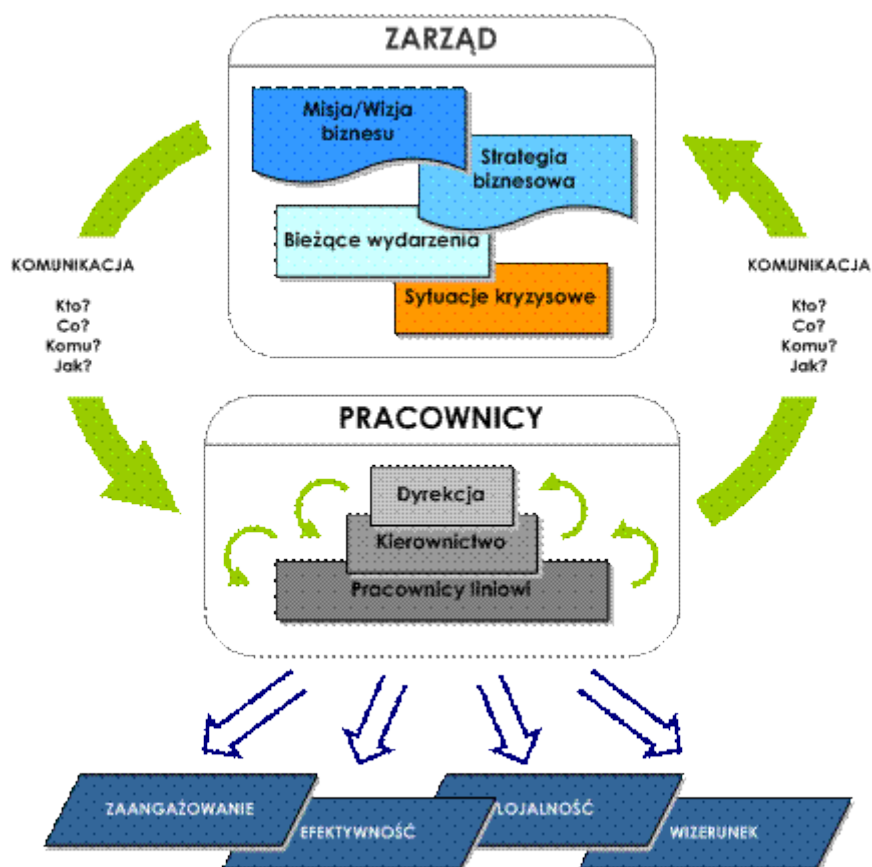 ZARZĄD
Misja/Wizja
biznesu
Strategia
biznesowa
Bieżące wydarzenia
Sytuacje kryzysowe
KOMUNIKACJA
Kto?
Co?
Komu?
Jak?
KOMUNIKACJA
Kto?
Co?
Komu?
Jak?
PRACOWNICY
Dyrekcja
Kierownictwo
Pracownicy liniowi
ZAANGAŻOWANIE
EFEKTYWNOŚĆ
LOJALNOŚĆ
WIZERUNEK